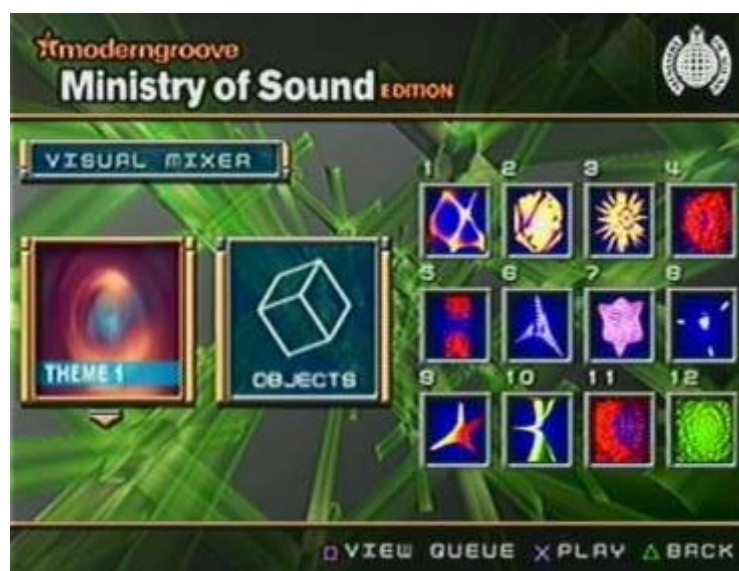 moderngroove
Ministry of Sound EDITION
VISUAL MIXER
1 2 3 4
5 6 7 8
THEME 1
OBJECTS
9 10 11 12
VIEW QUEUE PLAY BACK